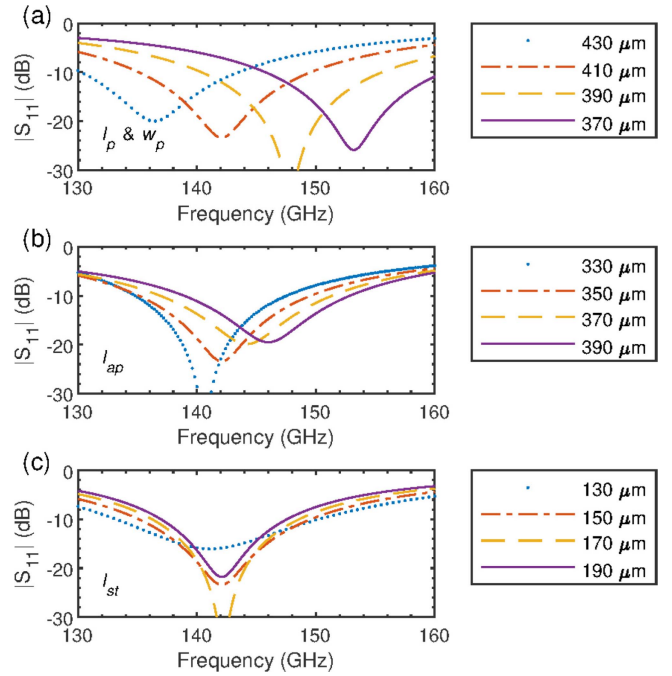 (a)
0
-10
-20
-30
|S11| (dB)
lp & wp
130 140 150 160
Frequency (GHz)
430 μm
410 μm
390 μm
370 μm
(b)
0
-10
-20
-30
|S11| (dB)
lap
130 140 150 160
Frequency (GHz)
330 μm
350 μm
370 μm
390 μm
(c)
0
-10
-20
-30
|S11| (dB)
lst
130 140 150 160
Frequency (GHz)
130 μm
150 μm
170 μm
190 μm